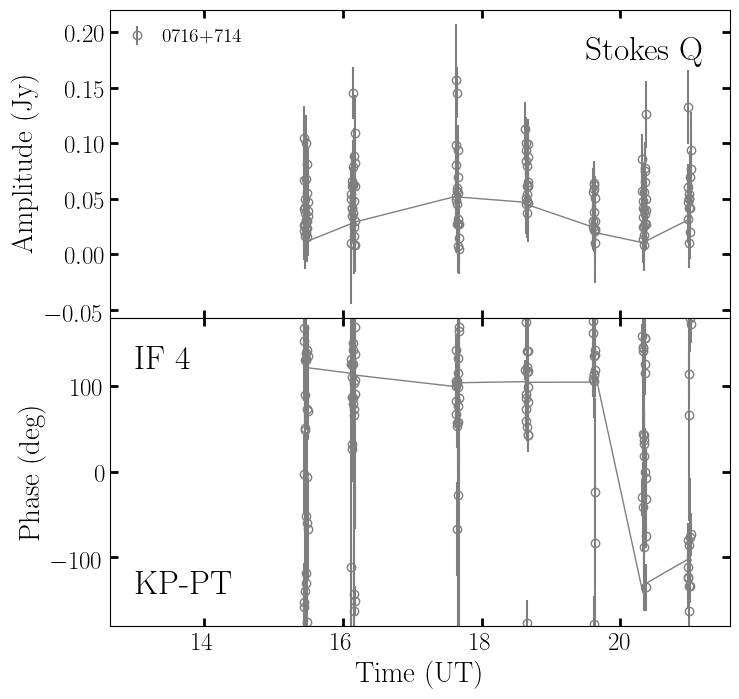 0.20
0716+714
Stokes Q
0.15
0.10
0.05
0.00
−0.05
Amplitude (Jy)
IF 4
100
0
−100
Phase (deg)
KP-PT
14 16 18 20
Time (UT)